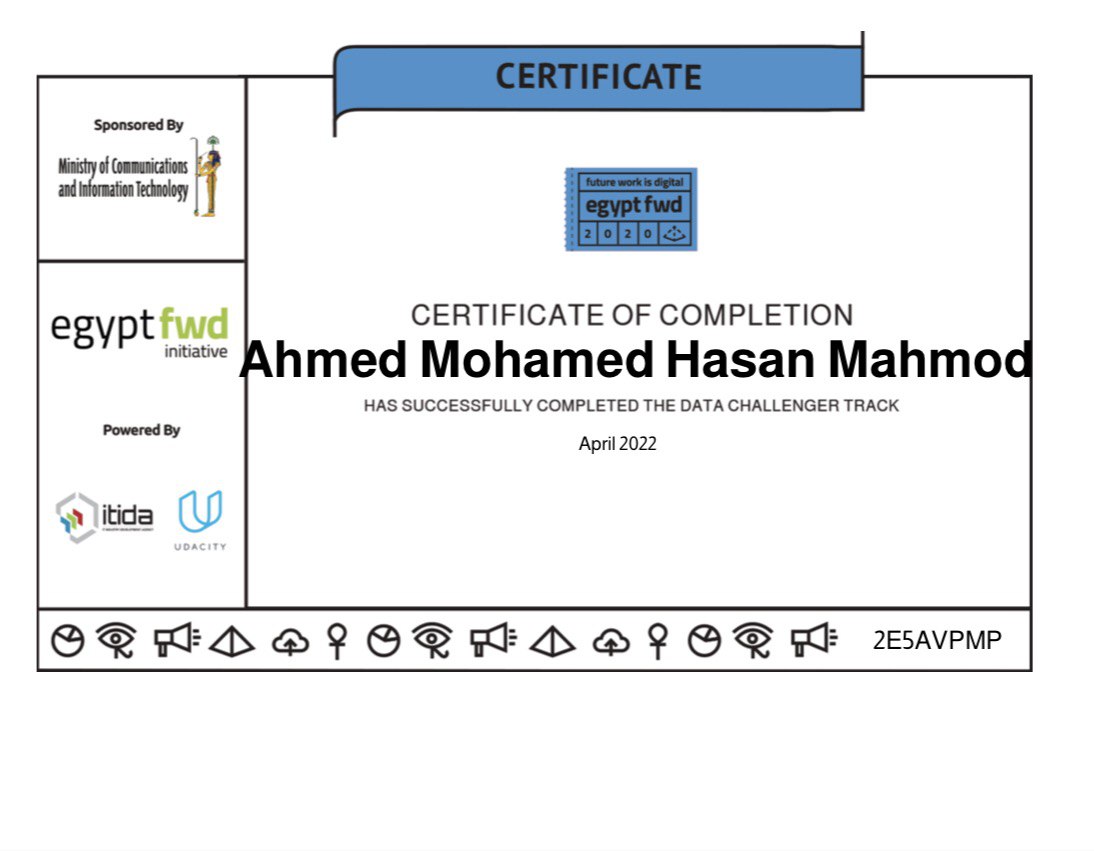 CERTIFICATE
Sponsored By
Ministry of Communications
and Information Technology
future work is digital
egypt fwd
2 0 2 0
egypt fwd
initiative
CERTIFICATE OF COMPLETION
Ahmed Mohamed Hasan Mahmod
HAS SUCCESSFULLY COMPLETED THE DATA CHALLENGER TRACK
April 2022
Powered By
itida
UDACITY
2E5AVPMP